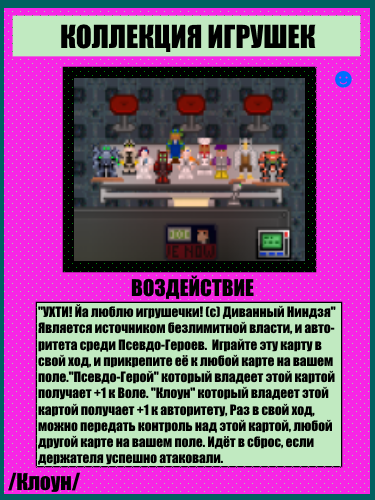 КОЛЛЕКЦИЯ ИГРУШЕК
JOE
JE NOW
ВОЗДЕЙСТВИЕ
"УХТИ! Йа люблю игрушечки! (с) Диванный Ниндзя"
Является источником безлимитной власти, и авто-
ритета среди Псевдо-Героев. Играйте эту карту в
свой ход, и прикрепите её к любой карте на вашем
поле."Псевдо-Герой" который владеет этой картой
получает +1 к Воле. "Клоун" который владеет этой
картой получает +1 к авторитету, Раз в свой ход,
можно передать контроль над этой картой, любой
другой карте на вашем поле. Идёт в сброс, если
держателя успешно атаковали.
/Клоун/